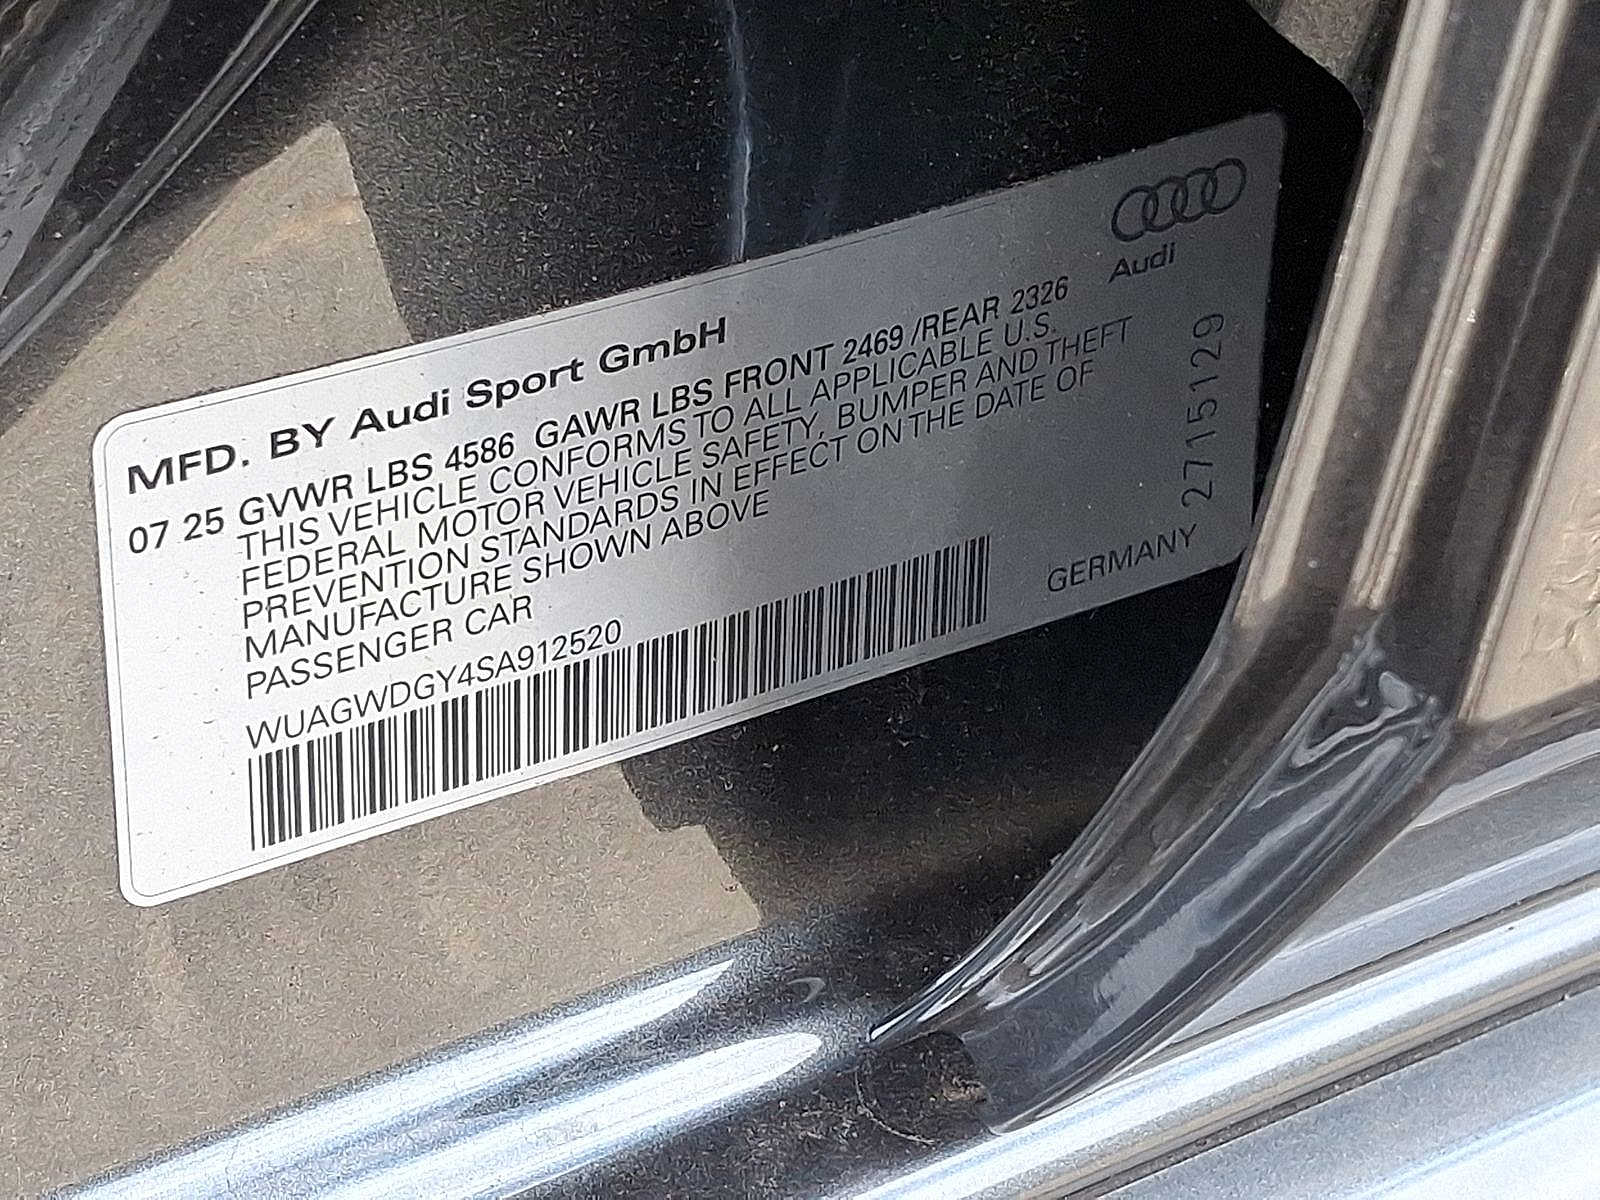 Audi
MFD. BY Audi Sport GmbH
07 25 GVWR LBS 4586 GAWR LBS FRONT 2469 /REAR 2326
THIS VEHICLE CONFORMS TO ALL APPLICABLE U.S.
FEDERAL MOTOR VEHICLE SAFETY, BUMPER AND THEFT
PREVENTION STANDARDS IN EFFECT ON THE DATE OF
MANUFACTURE SHOWN ABOVE
PASSENGER CAR
WUAGWDGY4SA912520
GERMANY
2715129